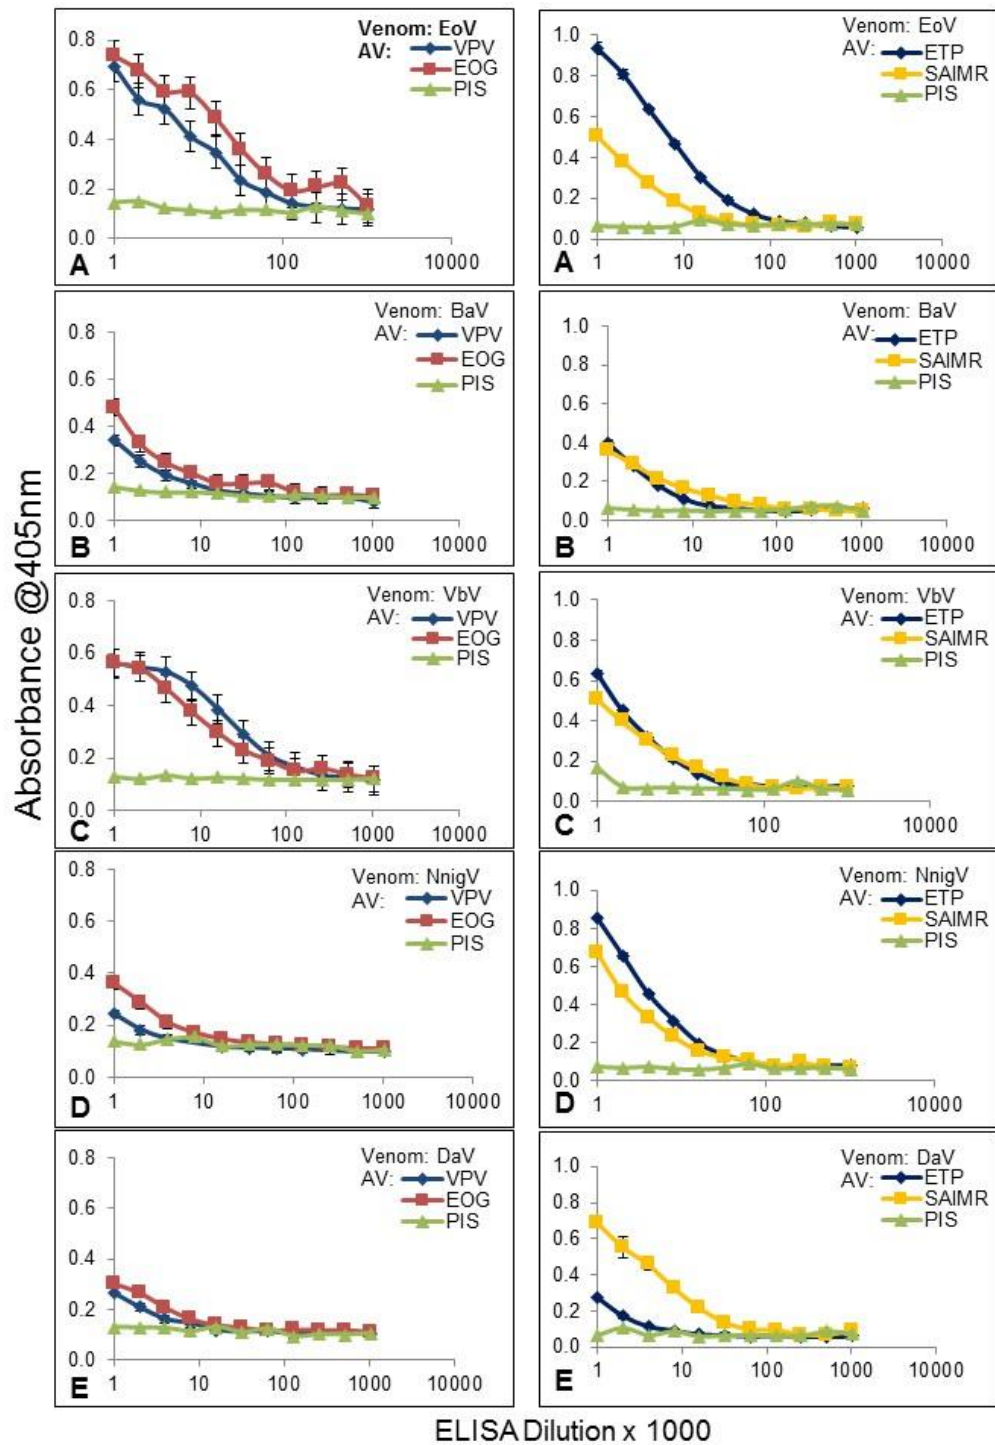 Absorbance @405nm
Venom: EoV
AV: VPV
EOG
PIS
0.8
0.6
0.4
0.2
0.0
1 100 10000
A
Venom: EoV
AV: ETP
SAIMR
PIS
1.0
0.8
0.6
0.4
0.2
0.0
1 10 100 1000 10000
A
Venom: BaV
AV: VPV
EOG
PIS
0.8
0.6
0.4
0.2
0.0
1 10 100 1000 10000
B
Venom: BaV
AV: ETP
SAIMR
PIS
1.0
0.8
0.6
0.4
0.2
0.0
1 10 100 1000 10000
B
Venom: VbV
AV: VPV
EOG
PIS
0.8
0.6
0.4
0.2
0.0
1 10 100 1000 10000
C
Venom: VbV
AV: ETP
SAIMR
PIS
1.0
0.8
0.6
0.4
0.2
0.0
1 100 10000
C
Venom: NnigV
AV: VPV
EOG
PIS
0.8
0.6
0.4
0.2
0.0
1 10 100 1000 10000
D
Venom: NnigV
AV: ETP
SAIMR
PIS
1.0
0.8
0.6
0.4
0.2
0.0
1 100 10000
D
Venom: DaV
AV: VPV
EOG
PIS
0.8
0.6
0.4
0.2
0.0
1 10 100 1000 10000
E
Venom: DaV
AV: ETP
SAIMR
PIS
1.0
0.8
0.6
0.4
0.2
0.0
1 10 100 1000 10000
E
ELISA Dilution x 1000